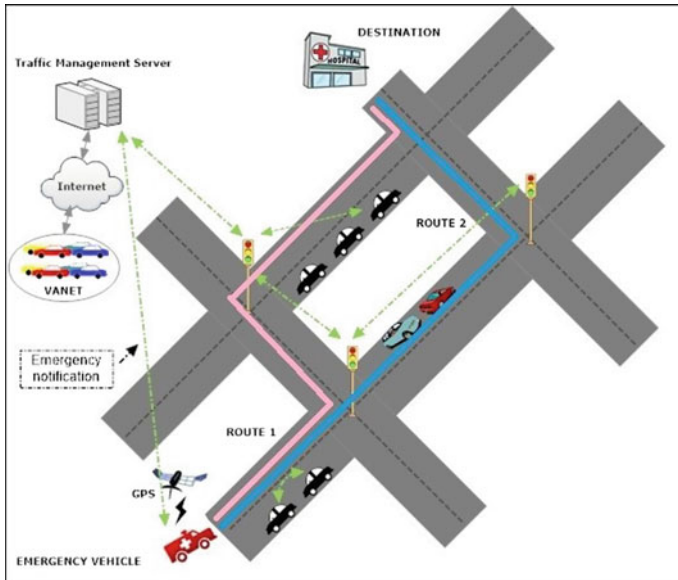 DESTINATION
HOSPITAL
Traffic Management Server
Internet
VANET
ROUTE 2
Emergency
notification
ROUTE 1
GPS
EMERGENCY VEHICLE